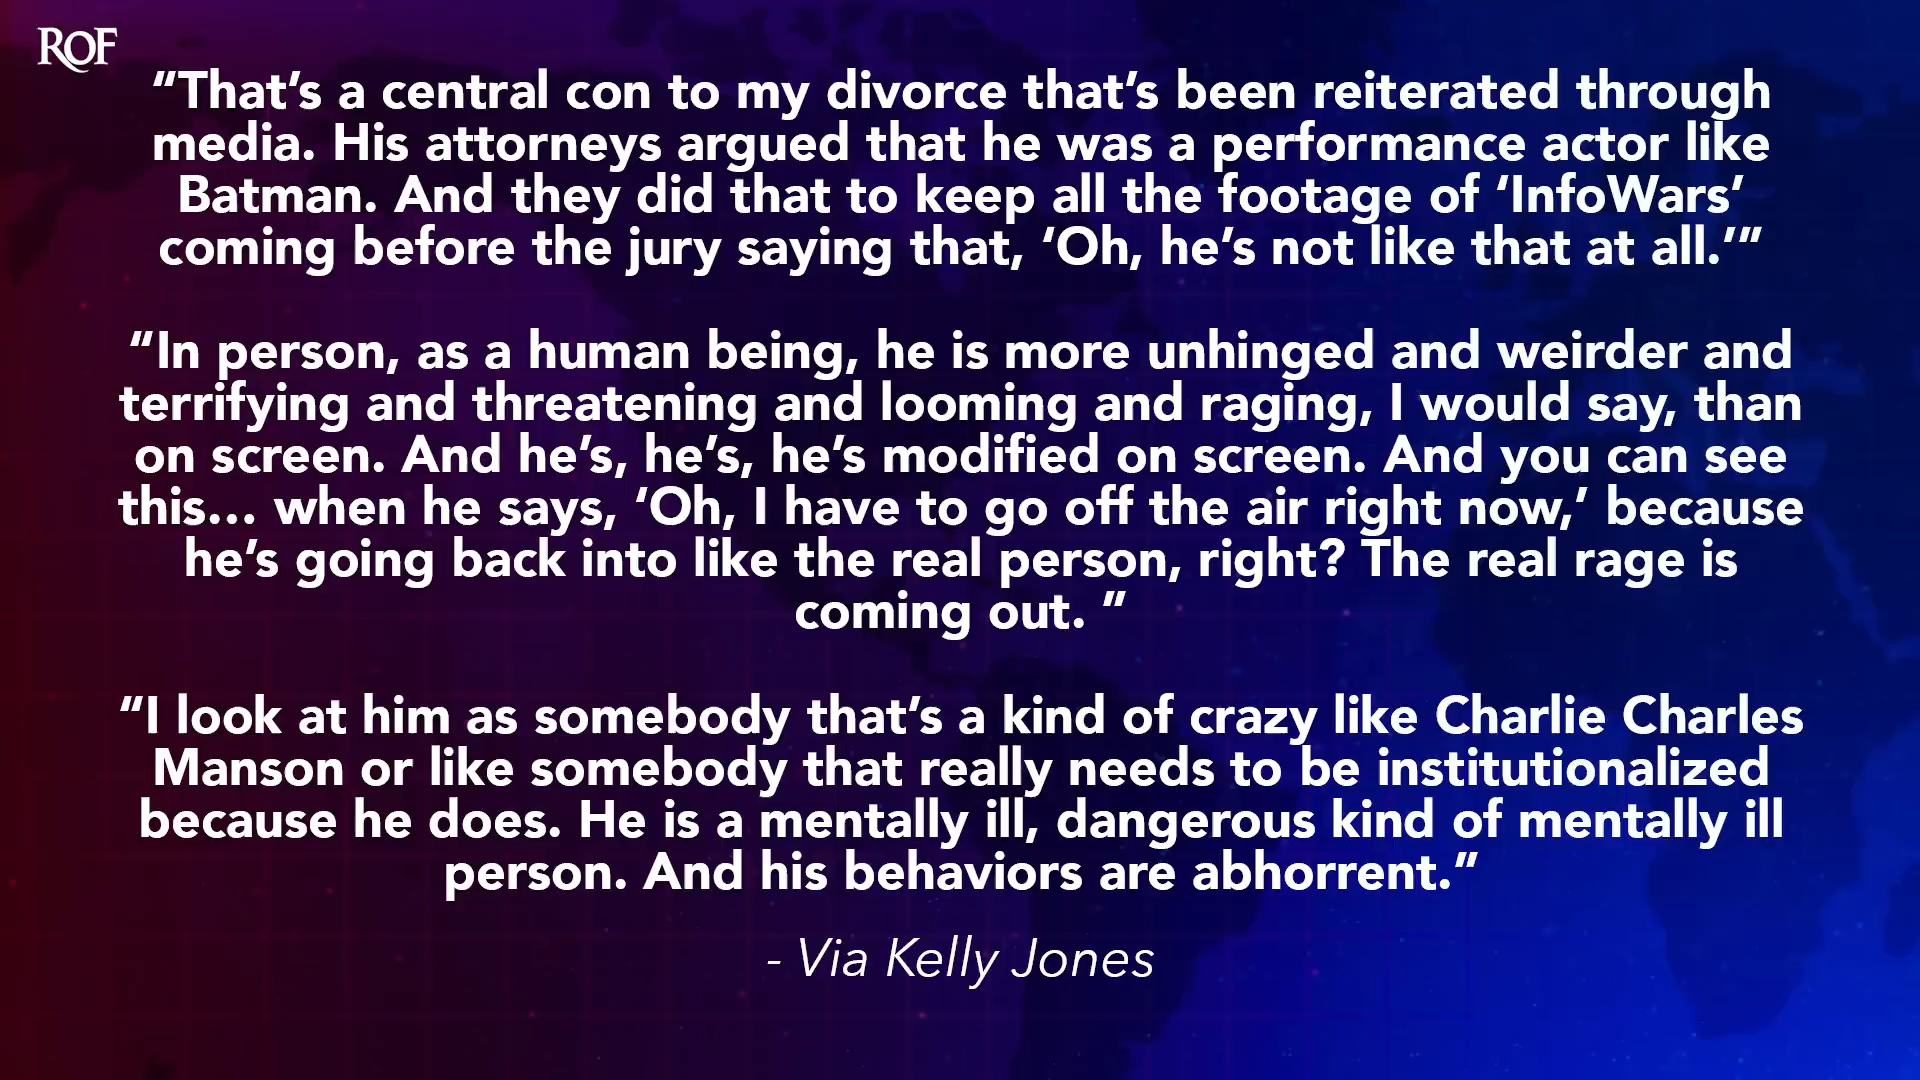 ROF
“That’s a central con to my divorce that’s been reiterated through
media. His attorneys argued that he was a performance actor like
Batman. And they did that to keep all the footage of ‘InfoWars’
coming before the jury saying that, ‘Oh, he’s not like that at all.’”
“In person, as a human being, he is more unhinged and weirder and
terrifying and threatening and looming and raging, I would say, than
on screen. And he’s, he’s, he’s modified on screen. And you can see
this... when he says, ‘Oh, I have to go off the air right now,’ because
he’s going back into like the real person, right? The real rage is
coming out. ”
“I look at him as somebody that’s a kind of crazy like Charlie Charles
Manson or like somebody that really needs to be institutionalized
because he does. He is a mentally ill, dangerous kind of mentally ill
person. And his behaviors are abhorrent.”
- Via Kelly Jones